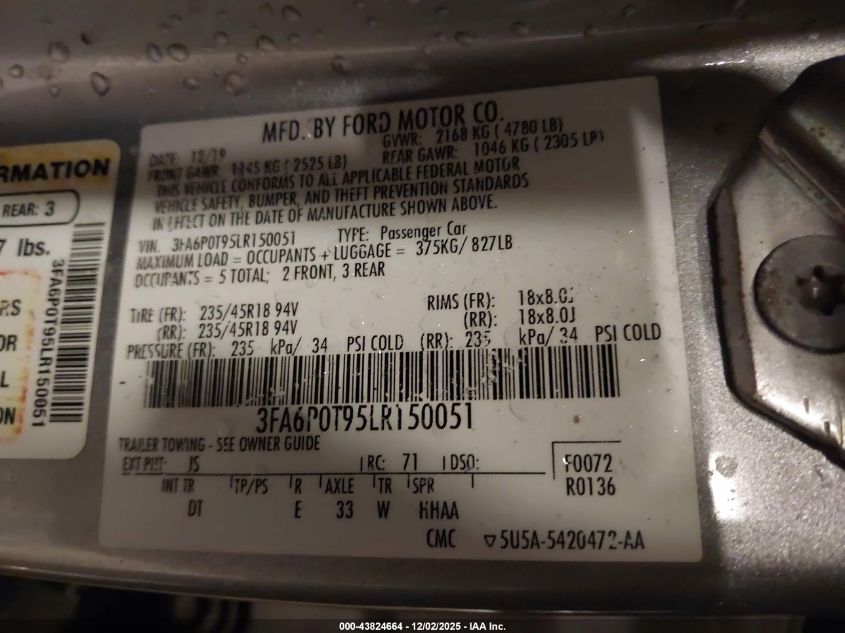 MFD. BY FORD MOTOR CO.
DATE: 12/19
GVWR: 2168 KG ( 4780 LB)
FRONT GAWR: 1145 KG ( 2525 LB)
REAR GAWR: 1046 KG ( 2305 LB)
THIS VEHICLE CONFORMS TO ALL APPLICABLE FEDERAL MOTOR
VEHICLE SAFETY, BUMPER, AND THEFT PREVENTION STANDARDS
IN EFFECT ON THE DATE OF MANUFACTURE SHOWN ABOVE.
VIN: 3FA6P0T95LR150051 TYPE: Passenger Car
MAXIMUM LOAD = OCCUPANTS + LUGGAGE = 375KG/ 827LB
OCCUPANTS = 5 TOTAL; 2 FRONT, 3 REAR
TIRE (FR): 235/45R18 94V RIMS (FR): 18x8.0J
(RR): 235/45R18 94V (RR): 18x8.0J
PRESSURE (FR): 235 kPa/ 34 PSI COLD (RR): 235 kPa/ 34 PSI COLD
3FA6P0T95LR150051
TRAILER TOWING - SEE OWNER GUIDE
EXT PNT: JS RC: 71 DSO: F0072
R0136
INT TR TP/PS R AXLE TR SPR
DT E 33 W HHAA
CMC 5U5A-5420472-AA
RMATION
REAR: 3
7 lbs.
RS
OR
L
ON
3FA6P0T95LR150051
000-43824664 - 12/02/2025 - IAA Inc.